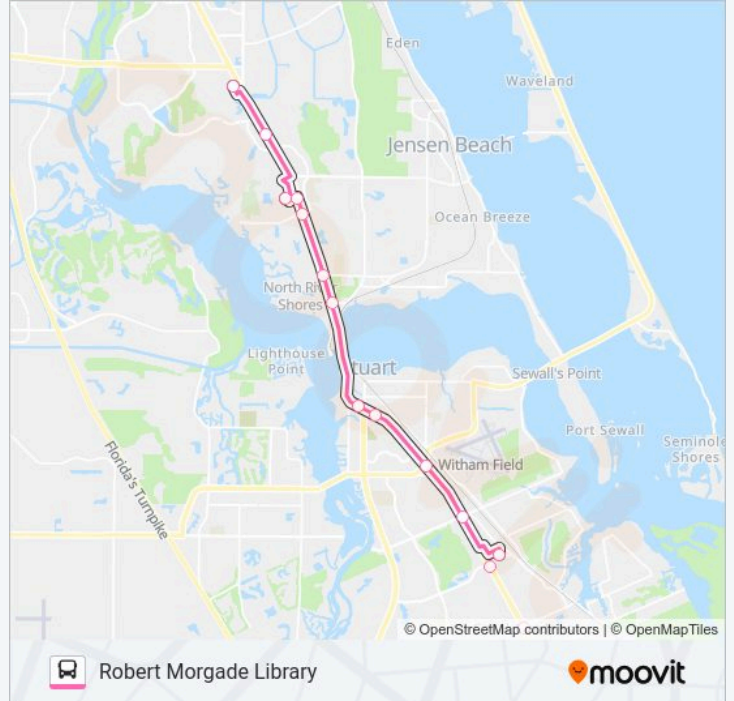 Eden
Waveland
Jensen Beach
Ocean Breeze
North River
Shores
Lighthouse
Point
Stuart
Sewall's Point
Port Sewall
Seminole
Shores
Witham Field
Florida's Turnpike
© OpenStreetMap contributors | © OpenMapTiles
Robert Morgade Library
moovit